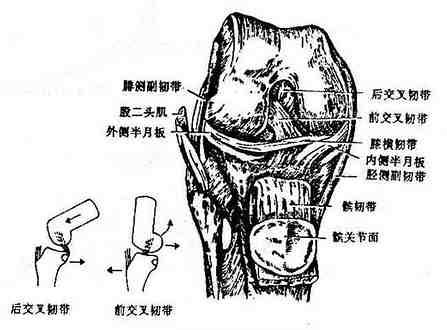 腓侧副韧带
股二头肌
外侧半月板
后交叉韧带
前交叉韧带
膝横韧带
内侧半月板
胫侧副韧带
髌韧带
髌关节面
后交叉韧带
前交叉韧带